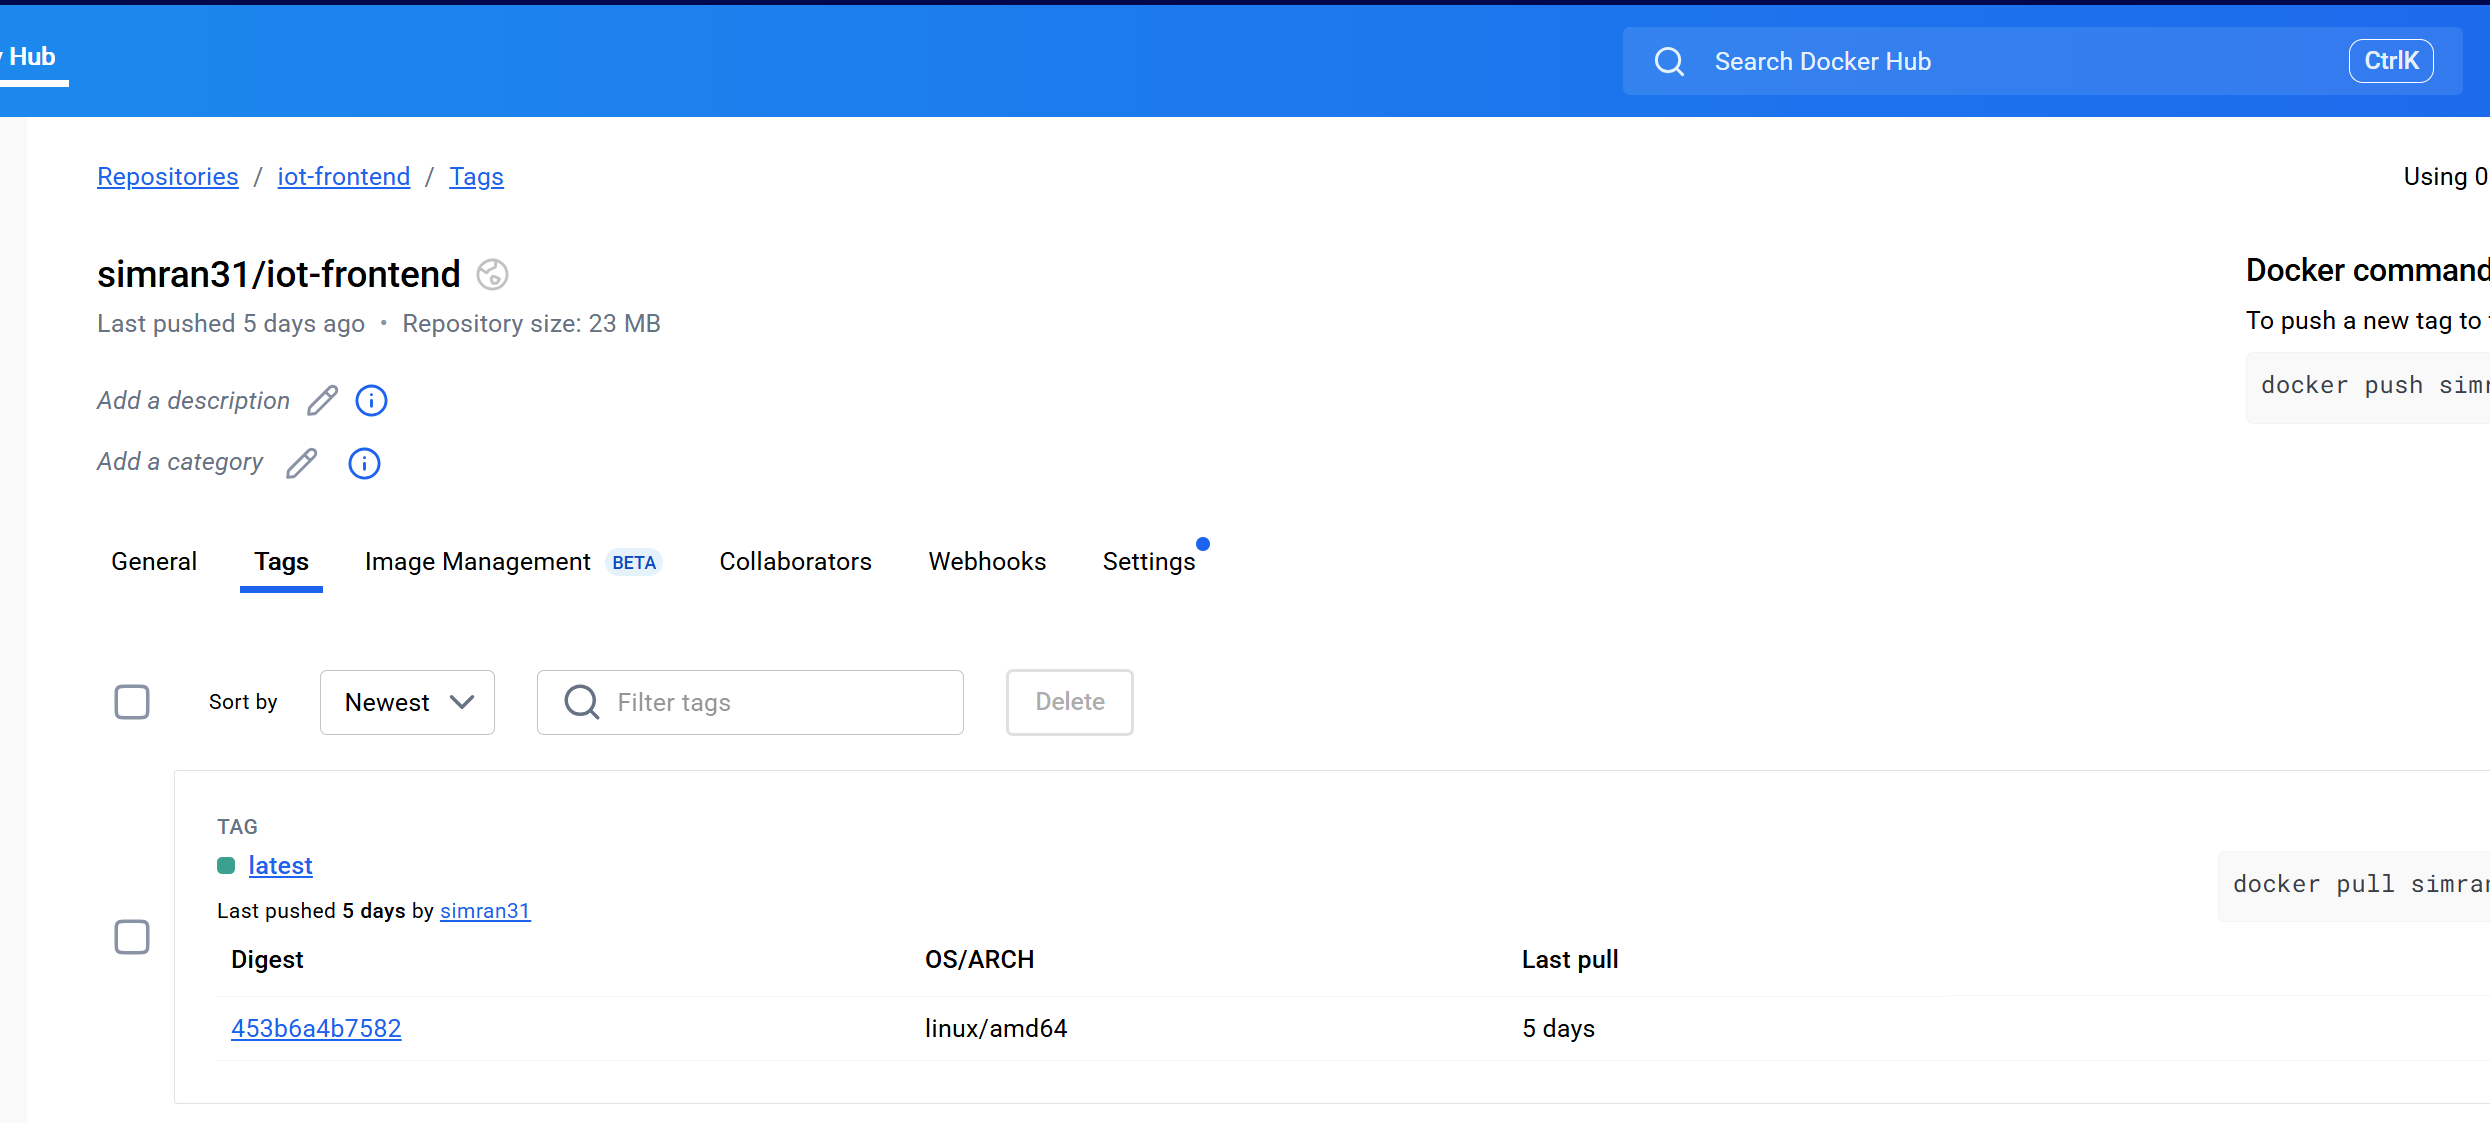 Hub
Search Docker Hub
CtrlK
Repositories / iot-frontend / Tags
Using 0
simran31/iot-frontend
Last pushed 5 days ago • Repository size: 23 MB
Docker command
To push a new tag to
docker push simr
Add a description
Add a category
General Tags Image Management BETA Collaborators Webhooks Settings
Sort by Newest Filter tags Delete
TAG
latest
docker pull simran
Last pushed 5 days by simran31
Digest OS/ARCH Last pull
453b6a4b7582 linux/amd64 5 days